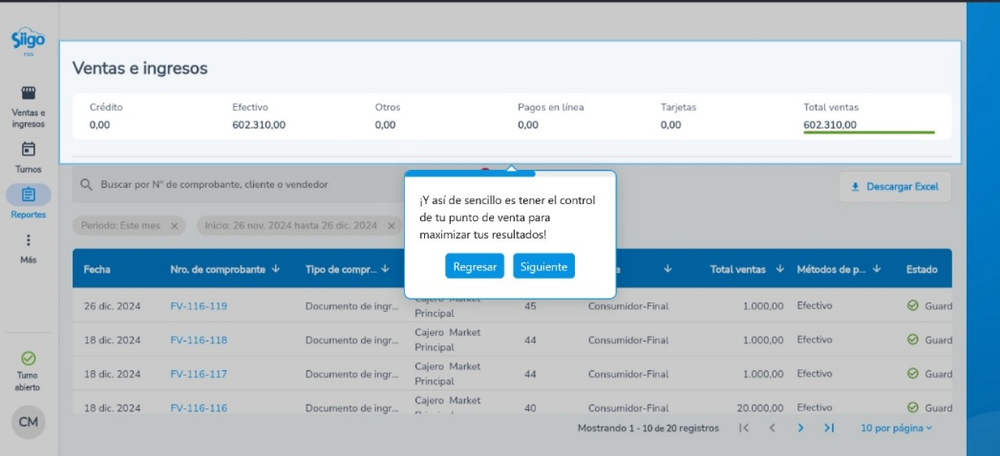 Siigo
POS
Ventas e
ingresos
Turnos
Reportes
Más
Turno
abierto
CM
Ventas e ingresos
Crédito Efectivo Otros Pagos en línea Tarjetas Total ventas
0,00 602.310,00 0,00 0,00 0,00 602.310,00
Buscar por N° de comprobante, cliente o vendedor
Descargar Excel
Periodo: Este mes Inicio: 26 nov. 2024 hasta 26 dic. 2024
¡Y así de sencillo es tener el control
de tu punto de venta para
maximizar tus resultados!
Regresar Siguiente
Fecha Nro. de comprobante Tipo de compr... Total ventas Métodos de p... Estado
26 dic. 2024 FV-116-119 Documento de ingr... Cajero Market Principal 45 Consumidor-Final 1.000,00 Efectivo Guard
18 dic. 2024 FV-116-118 Documento de ingr... Cajero Market Principal 44 Consumidor-Final 1.000,00 Efectivo Guard
18 dic. 2024 FV-116-117 Documento de ingr... Cajero Market Principal 44 Consumidor-Final 1.000,00 Efectivo Guard
18 dic. 2024 FV-116-116 Documento de ingr... Cajero Market 40 Consumidor-Final 20.000,00 Efectivo Guard
Mostrando 1 - 10 de 20 registros 10 por página